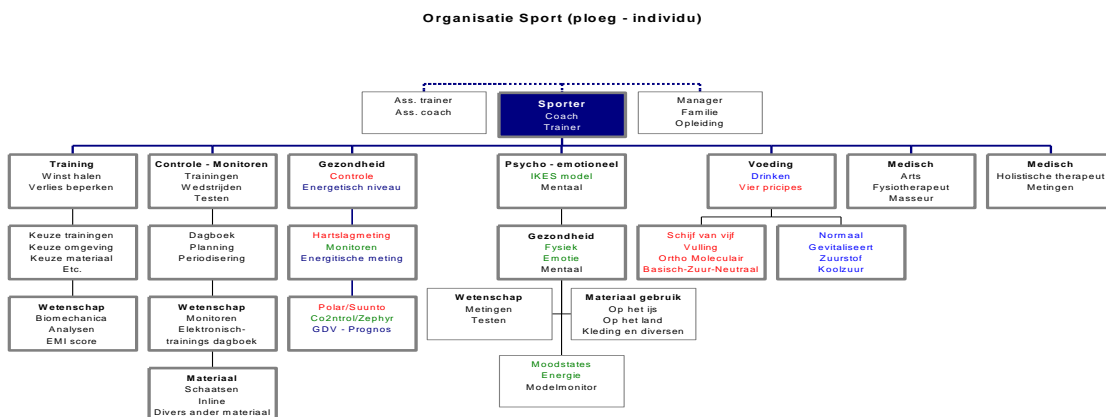 Organisatie Sport (ploeg - individu)
Ass. trainer
Ass. coach
Sporter
Coach
Trainer
Manager
Familie
Opleiding
Training
Winst halen
Verlies beperken
Controle - Monitoren
Trainingen
Wedstrijden
Testen
Gezondheid
Controle
Energetisch niveau
Psycho - emotioneel
IKES model
Mentaal
Voeding
Drinken
Vier pricipes
Medisch
Arts
Fysiotherapeut
Masseur
Medisch
Holistische therapeut
Metingen
Keuze trainingen
Keuze omgeving
Keuze materiaal
Etc.
Dagboek
Planning
Periodisering
Hartslagmeting
Monitoren
Energitische meting
Gezondheid
Fysiek
Emotie
Mentaal
Schijf van vijf
Vulling
Ortho Moleculair
Basisch-Zuur-Neutraal
Normaal
Gevitaliseert
Zuurstof
Koolzuur
Wetenschap
Biomechanica
Analysen
EMI score
Wetenschap
Monitoren
Elektronisch-
trainings dagboek
Polar/Suunto
Co2ntrol/Zephyr
GDV - Prognos
Wetenschap
Metingen
Testen
Materiaal gebruik
Op het ijs
Op het land
Kleding en diversen
Materiaal
Schaatsen
Inline
Divers ander materiaal
Moodstates
Energie
Modelmonitor